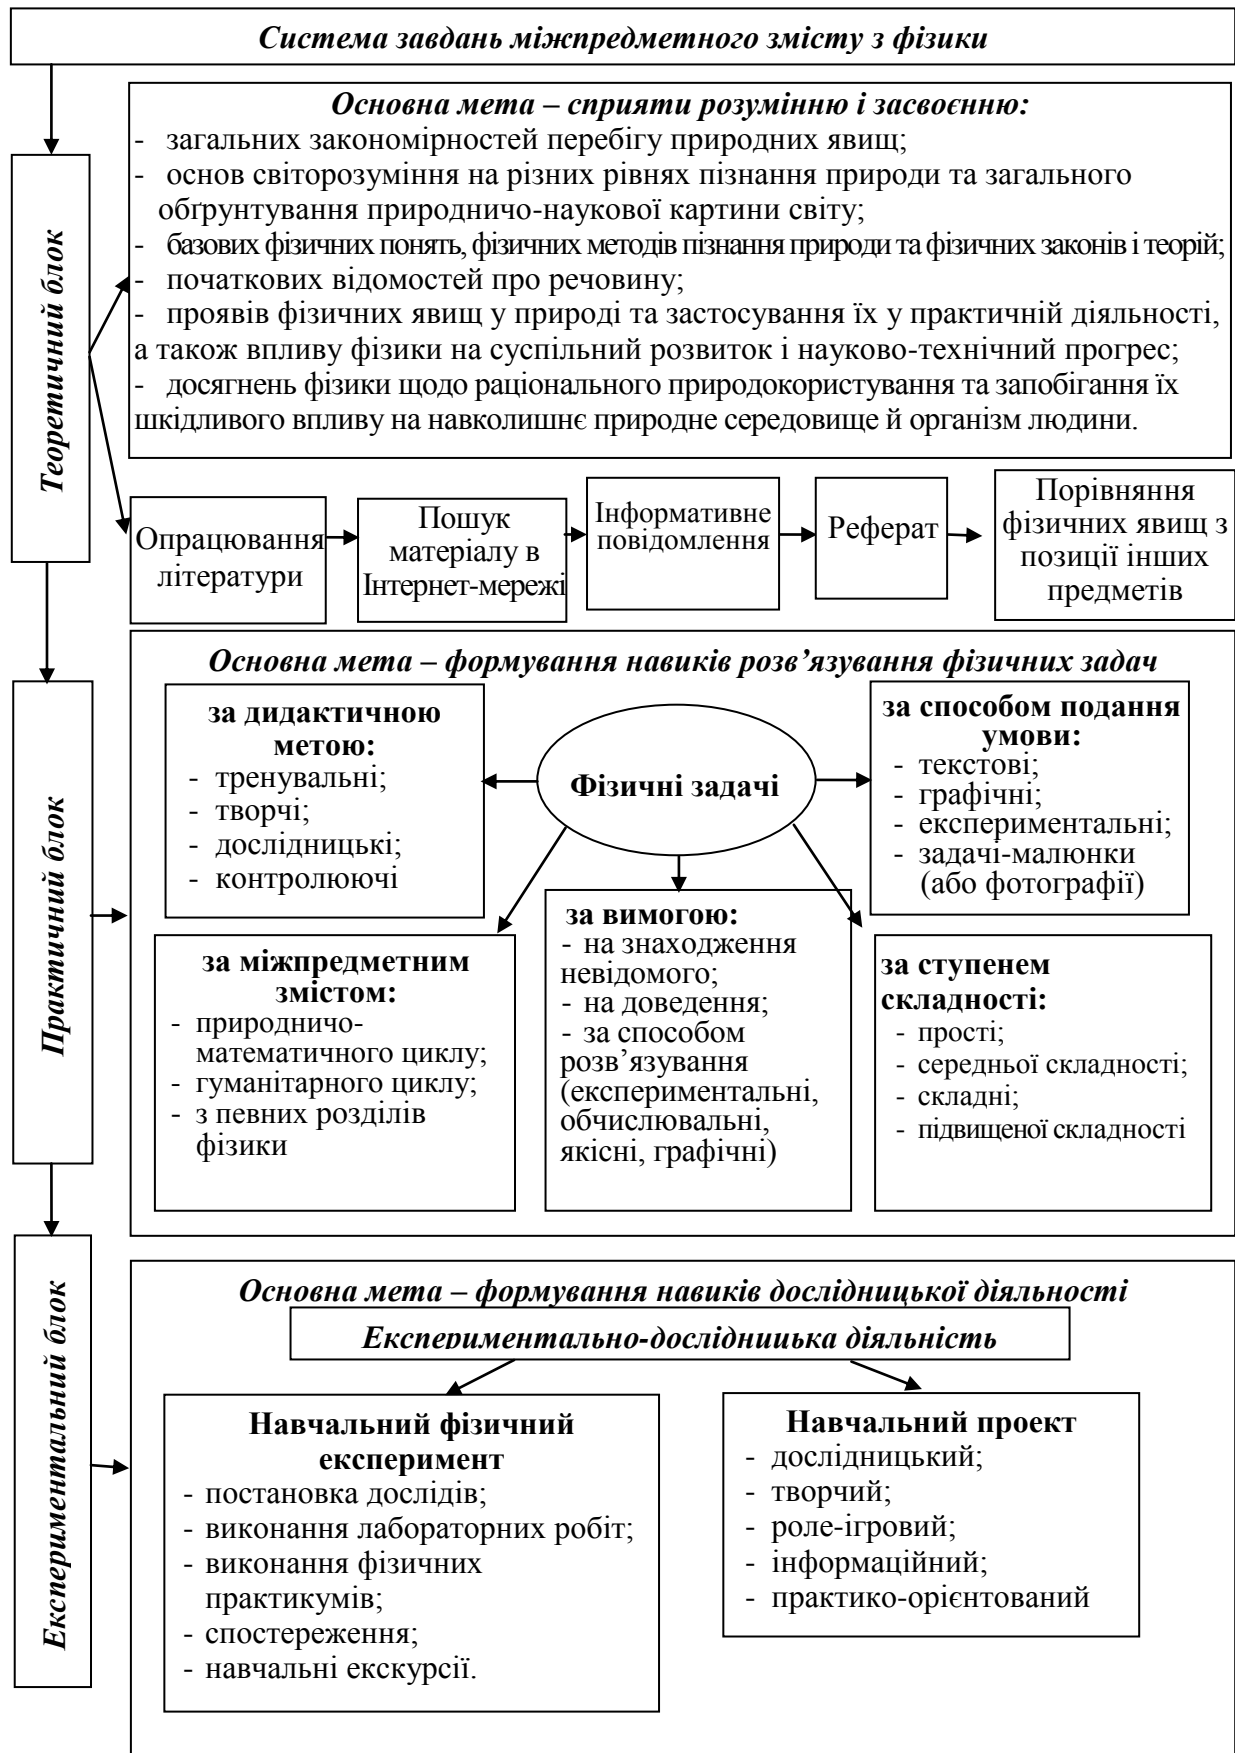 Система завдань міжпредметного змісту з фізики
Теоретичний блок
Основна мета – сприяти розумінню і засвоєнню:
- загальних закономірностей перебігу природних явищ;
- основ світорозуміння на різних рівнях пізнання природи та загального
обґрунтування природничо-наукової картини світу;
- базових фізичних понять, фізичних методів пізнання природи та фізичних законів і теорій;
- початкових відомостей про речовину;
- проявів фізичних явищ у природі та застосування їх у практичній діяльності,
а також впливу фізики на суспільний розвиток і науково-технічний прогрес;
- досягнень фізики щодо раціонального природокористування та запобігання їх
шкідливого впливу на навколишнє природне середовище й організм людини.
Опрацювання
літератури
Пошук
матеріалу в
Інтернет-мережі
Інформативне
повідомлення
Реферат
Порівняння
фізичних явищ з
позиції інших
предметів
Практичний блок
Основна мета – формування навиків розв’язування фізичних задач
за дидактичною
метою:
- тренувальні;
- творчі;
- дослідницькі;
- контролюючі
Фізичні задачі
за способом подання
умови:
- текстові;
- графічні;
- експериментальні;
- задачі-малюнки
(або фотографії)
за міжпредметним
змістом:
- природничо-
математичного циклу;
- гуманітарного циклу;
- з певних розділів
фізики
за вимогою:
- на знаходження
невідомого;
- на доведення;
- за способом
розв’язування
(експериментальні,
обчислювальні,
якісні, графічні)
за ступенем
складності:
- прості;
- середньої складності;
- складні;
- підвищеної складності
Експериментальний блок
Основна мета – формування навиків дослідницької діяльності
Експериментально-дослідницька діяльність
Навчальний фізичний
експеримент
- постановка дослідів;
- виконання лабораторних робіт;
- виконання фізичних
практикумів;
- спостереження;
- навчальні екскурсії.
Навчальний проект
- дослідницький;
- творчий;
- роле-ігровий;
- інформаційний;
- практико-орієнтований